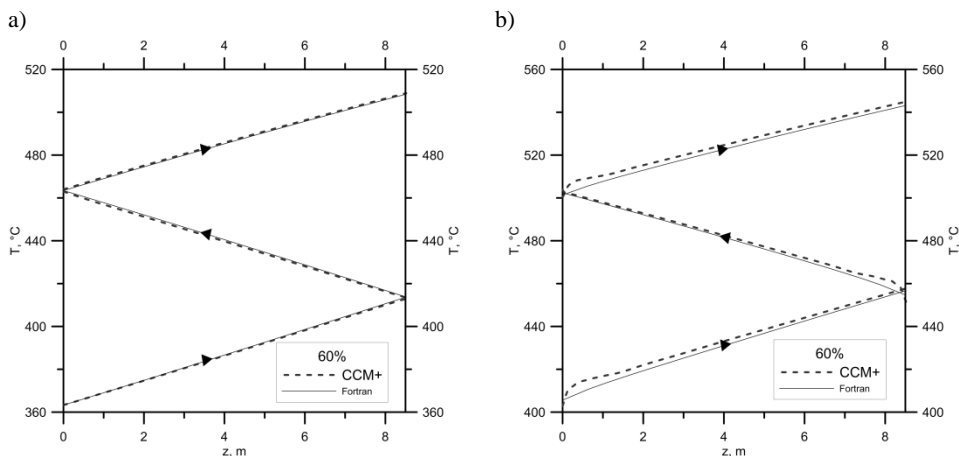 a)
b)
0 2 4 6 8
0 2 4 6 8
520 520
560 560
480 480
520 520
T, °C
T, °C
T, °C
T, °C
440 440
480 480
400 400
440 440
60%
CCM+
Fortran
60%
CCM+
Fortran
360 360
400 400
0 2 4 6 8
0 2 4 6 8
z, m
z, m